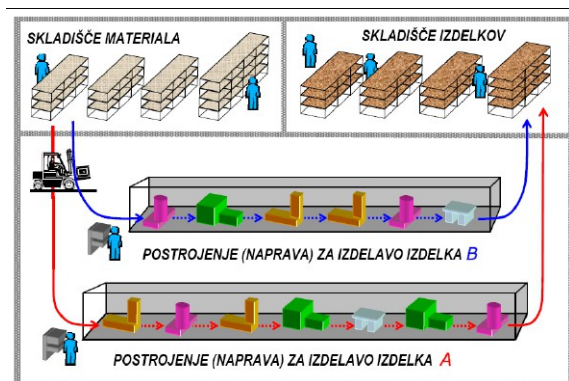 SKLADIŠČE MATERIALA
SKLADIŠČE IZDELKOV
POSTROJENJE (NAPRAVA) ZA IZDELAVO IZDELKA B
POSTROJENJE (NAPRAVA) ZA IZDELAVO IZDELKA A